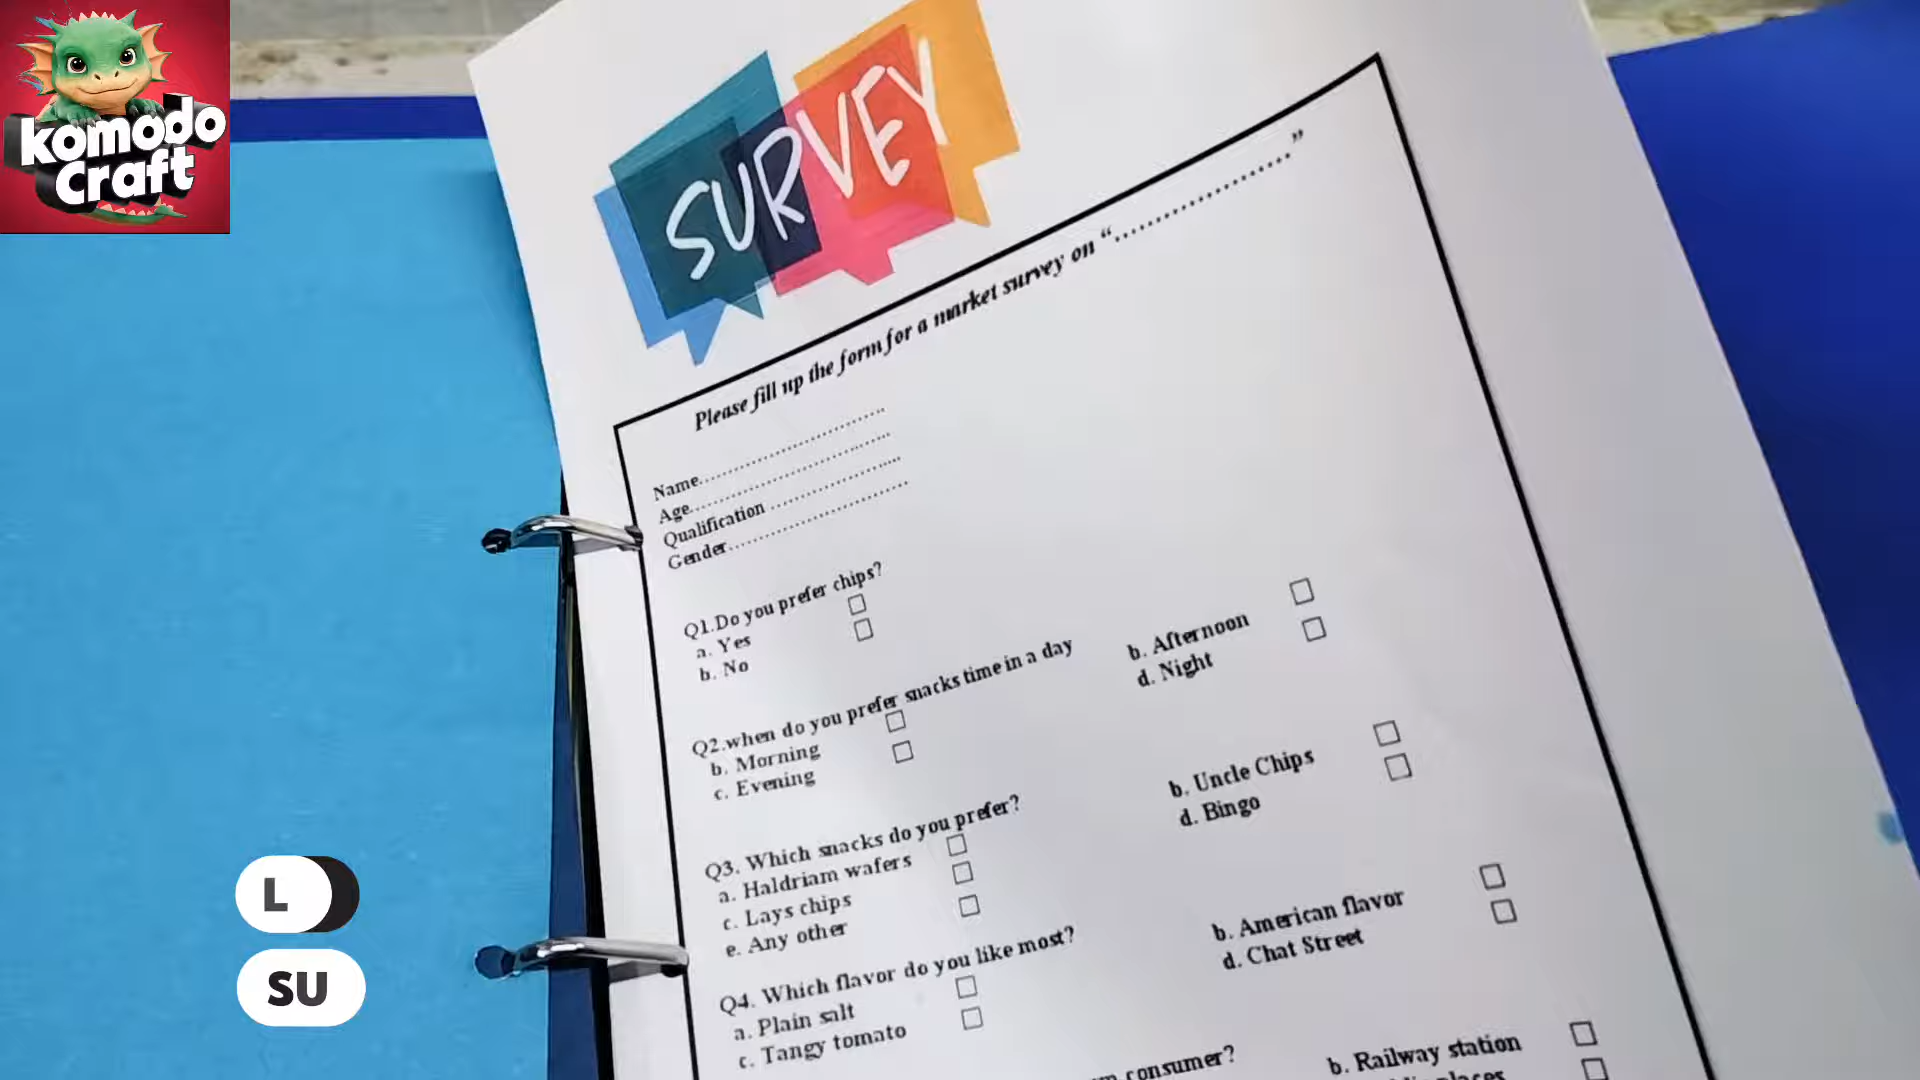 komodo
craft
SURVEY
Please fill up the form for a market survey on “........................”
Name........................
Age........................
Qualification ........................
Gender........................
Q1.Do you prefer chips?
a. Yes
b. No
Q2.when do you prefer snacks time in a day
b. Morning
b. Afternoon
c. Evening
d. Night
Q3. Which snacks do you prefer?
a. Haldriam wafers
b. Uncle Chips
c. Lays chips
d. Bingo
e. Any other
Q4. Which flavor do you like most?
a. Plain salt
b. American flavor
c. Tangy tomato
d. Chat Street
consumer?
b. Railway station
L
SU